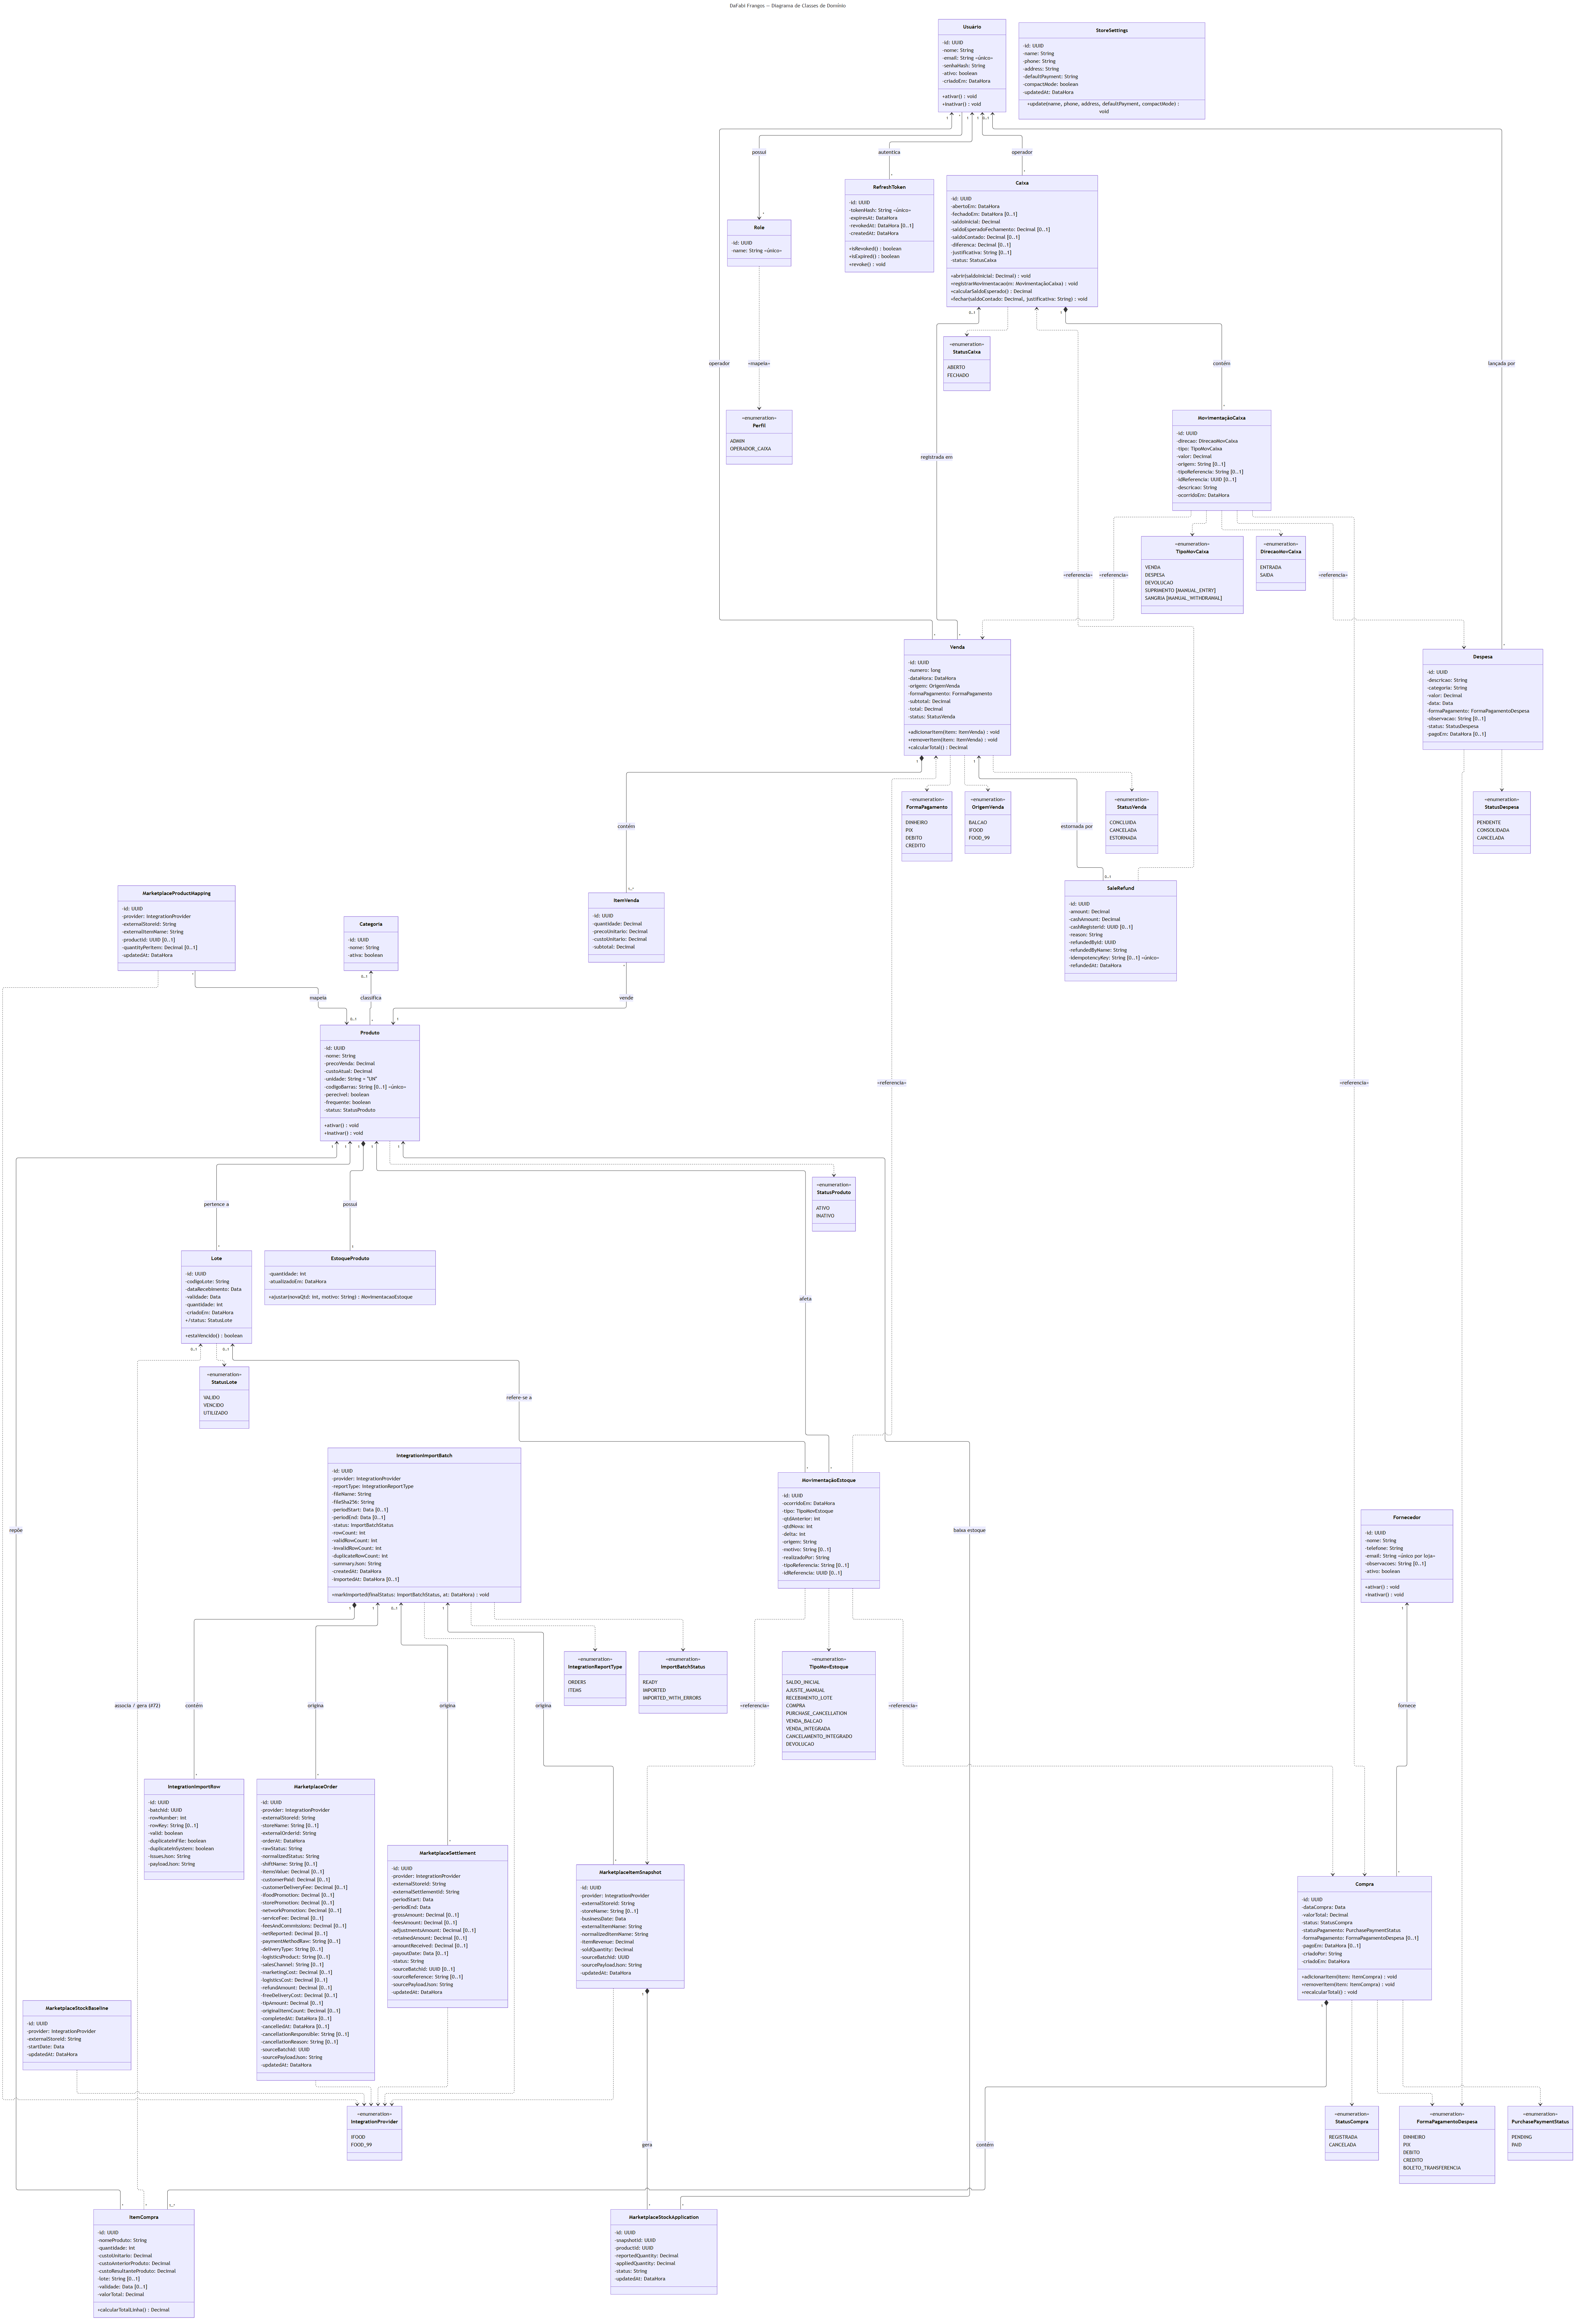 DaFabi Frangos — Diagrama de Classes de Domínio
Usuário
-id: UUID
-nome: String
-email: String «único»
-senhaHash: String
-ativo: boolean
-criadoEm: DataHora
+ativar() : void
+inativar() : void
StoreSettings
-id: UUID
-name: String
-phone: String
-address: String
-defaultPayment: String
-compactMode: boolean
-updatedAt: DataHora
+update(name, phone, address, defaultPayment, compactMode) :
void
1
*
1
1
0..1
possui
autentica
operador
*
*
*
RefreshToken
-id: UUID
-tokenHash: String «único»
-expiresAt: DataHora
-revokedAt: DataHora [0..1]
-createdAt: DataHora
+isRevoked() : boolean
+isExpired() : boolean
+revoke() : void
Caixa
-id: UUID
-abertoEm: DataHora
-fechadoEm: DataHora [0..1]
-saldoInicial: Decimal
-saldoEsperadoFechamento: Decimal [0..1]
-saldoContado: Decimal [0..1]
-diferenca: Decimal [0..1]
-justificativa: String [0..1]
-status: StatusCaixa
+abrir(saldoInicial: Decimal) : void
+registrarMovimentacao(m: MovimentaçãoCaixa) : void
+calcularSaldoEsperado() : Decimal
+fechar(saldoContado: Decimal, justificativa: String) : void
Role
-id: UUID
-name: String «único»
0..1
1
«enumeration»
StatusCaixa
ABERTO
FECHADO
operador
«mapeia»
contém
lançada por
*
«enumeration»
Perfil
ADMIN
OPERADOR_CAIXA
MovimentaçãoCaixa
-id: UUID
-direcao: DirecaoMovCaixa
-tipo: TipoMovCaixa
-valor: Decimal
-origem: String [0..1]
-tipoReferencia: String [0..1]
-idReferencia: UUID [0..1]
-descricao: String
-ocorridoEm: DataHora
registrada em
«enumeration»
TipoMovCaixa
VENDA
DESPESA
DEVOLUCAO
SUPRIMENTO [MANUAL_ENTRY]
SANGRIA [MANUAL_WITHDRAWAL]
«enumeration»
DirecaoMovCaixa
ENTRADA
SAIDA
«referencia»
«referencia»
«referencia»
*
*
*
Venda
-id: UUID
-numero: long
-dataHora: DataHora
-origem: OrigemVenda
-formaPagamento: FormaPagamento
-subtotal: Decimal
-total: Decimal
-status: StatusVenda
+adicionarItem(item: ItemVenda) : void
+removerItem(item: ItemVenda) : void
+calcularTotal() : Decimal
Despesa
-id: UUID
-descricao: String
-categoria: String
-valor: Decimal
-data: Data
-formaPagamento: FormaPagamentoDespesa
-observacao: String [0..1]
-status: StatusDespesa
-pagoEm: DataHora [0..1]
1
1
«enumeration»
FormaPagamento
DINHEIRO
PIX
DEBITO
CREDITO
«enumeration»
OrigemVenda
BALCAO
IFOOD
FOOD_99
«enumeration»
StatusVenda
CONCLUIDA
CANCELADA
ESTORNADA
«enumeration»
StatusDespesa
PENDENTE
CONSOLIDADA
CANCELADA
contém
estornada por
0..1
SaleRefund
-id: UUID
-amount: Decimal
-cashAmount: Decimal
-cashRegisterId: UUID [0..1]
-reason: String
-refundedById: UUID
-refundedByName: String
-idempotencyKey: String [0..1] «único»
-refundedAt: DataHora
MarketplaceProductMapping
-id: UUID
-provider: IntegrationProvider
-externalStoreId: String
-externalItemName: String
-productId: UUID [0..1]
-quantityPerItem: Decimal [0..1]
-updatedAt: DataHora
Categoria
-id: UUID
-nome: String
-ativa: boolean
ItemVenda
-id: UUID
-quantidade: Decimal
-precoUnitario: Decimal
-custoUnitario: Decimal
-subtotal: Decimal
*
0..1
*
mapeia
classifica
vende
0..1
*
1
Produto
-id: UUID
-nome: String
-precoVenda: Decimal
-custoAtual: Decimal
-unidade: String = "UN"
-codigoBarras: String [0..1] «único»
-perecivel: boolean
-frequente: boolean
-status: StatusProduto
+ativar() : void
+inativar() : void
«referencia»
«referencia»
1
1
1
1
1
«enumeration»
StatusProduto
ATIVO
INATIVO
pertence a
possui
*
Lote
-id: UUID
-codigoLote: String
-dataRecebimento: Data
-validade: Data
-quantidade: int
-criadoEm: DataHora
+/status: StatusLote
+estaVencido() : boolean
EstoqueProduto
-quantidade: int
-atualizadoEm: DataHora
+ajustar(novaQtd: int, motivo: String) : MovimentacaoEstoque
afeta
0..1
0..1
«enumeration»
StatusLote
VALIDO
VENCIDO
UTILIZADO
refere-se a
IntegrationImportBatch
-id: UUID
-provider: IntegrationProvider
-reportType: IntegrationReportType
-fileName: String
-fileSha256: String
-periodStart: Data [0..1]
-periodEnd: Data [0..1]
-status: ImportBatchStatus
-rowCount: int
-validRowCount: int
-invalidRowCount: int
-duplicateRowCount: int
-summaryJson: String
-createdAt: DataHora
-importedAt: DataHora [0..1]
+markImported(finalStatus: ImportBatchStatus, at: DataHora) : void
MovimentaçãoEstoque
-id: UUID
-ocorridoEm: DataHora
-tipo: TipoMovEstoque
-qtdAnterior: int
-qtdNova: int
-delta: int
-origem: String
-motivo: String [0..1]
-realizadoPor: String
-tipoReferencia: String [0..1]
-idReferencia: UUID [0..1]
repõe
baixa estoque
Fornecedor
-id: UUID
-nome: String
-telefone: String
-email: String «único por loja»
-observacoes: String [0..1]
-ativo: boolean
+ativar() : void
+inativar() : void
1
1
0..1
1
1
«enumeration»
IntegrationReportType
ORDERS
ITEMS
«enumeration»
ImportBatchStatus
READY
IMPORTED
IMPORTED_WITH_ERRORS
«enumeration»
TipoMovEstoque
SALDO_INICIAL
AJUSTE_MANUAL
RECEBIMENTO_LOTE
COMPRA
PURCHASE_CANCELLATION
VENDA_BALCAO
VENDA_INTEGRADA
CANCELAMENTO_INTEGRADO
DEVOLUCAO
associa / gera (#72)
contém
origina
origina
origina
«referencia»
«referencia»
fornece
IntegrationImportRow
-id: UUID
-batchId: UUID
-rowNumber: int
-rowKey: String [0..1]
-valid: boolean
-duplicateInFile: boolean
-duplicateInSystem: boolean
-issuesJson: String
-payloadJson: String
MarketplaceOrder
-id: UUID
-provider: IntegrationProvider
-externalStoreId: String
-storeName: String [0..1]
-externalOrderId: String
-orderAt: DataHora
-rawStatus: String
-normalizedStatus: String
-shiftName: String [0..1]
-itemsValue: Decimal [0..1]
-customerPaid: Decimal [0..1]
-customerDeliveryFee: Decimal [0..1]
-ifoodPromotion: Decimal [0..1]
-storePromotion: Decimal [0..1]
-networkPromotion: Decimal [0..1]
-serviceFee: Decimal [0..1]
-feesAndCommissions: Decimal [0..1]
-netReported: Decimal [0..1]
-paymentMethodRaw: String [0..1]
-deliveryType: String [0..1]
-logisticsProduct: String [0..1]
-salesChannel: String [0..1]
-marketingCost: Decimal [0..1]
-logisticsCost: Decimal [0..1]
-refundAmount: Decimal [0..1]
-freeDeliveryCost: Decimal [0..1]
-tipAmount: Decimal [0..1]
-originalItemCount: Decimal [0..1]
-completedAt: DataHora [0..1]
-cancelledAt: DataHora [0..1]
-cancellationResponsible: String [0..1]
-cancellationReason: String [0..1]
-sourceBatchId: UUID
-sourcePayloadJson: String
-updatedAt: DataHora
MarketplaceSettlement
-id: UUID
-provider: IntegrationProvider
-externalStoreId: String
-externalSettlementId: String
-periodStart: Data
-periodEnd: Data
-grossAmount: Decimal [0..1]
-feesAmount: Decimal [0..1]
-adjustmentsAmount: Decimal [0..1]
-retainedAmount: Decimal [0..1]
-amountReceived: Decimal [0..1]
-payoutDate: Data [0..1]
-status: String
-sourceBatchId: UUID [0..1]
-sourceReference: String [0..1]
-sourcePayloadJson: String
-updatedAt: DataHora
MarketplaceItemSnapshot
-id: UUID
-provider: IntegrationProvider
-externalStoreId: String
-storeName: String [0..1]
-businessDate: Data
-externalItemName: String
-normalizedItemName: String
-itemRevenue: Decimal
-soldQuantity: Decimal
-sourceBatchId: UUID
-sourcePayloadJson: String
-updatedAt: DataHora
Compra
-id: UUID
-dataCompra: Data
-valorTotal: Decimal
-status: StatusCompra
-statusPagamento: PurchasePaymentStatus
-formaPagamento: FormaPagamentoDespesa [0..1]
-pagoEm: DataHora [0..1]
-criadoPor: String
-criadoEm: DataHora
+adicionarItem(item: ItemCompra) : void
+removerItem(item: ItemCompra) : void
+recalcularTotal() : void
MarketplaceStockBaseline
-id: UUID
-provider: IntegrationProvider
-externalStoreId: String
-startDate: Data
-updatedAt: DataHora
1
1
«enumeration»
IntegrationProvider
IFOOD
FOOD_99
«enumeration»
StatusCompra
REGISTRADA
CANCELADA
«enumeration»
FormaPagamentoDespesa
DINHEIRO
PIX
DEBITO
CREDITO
BOLETO_TRANSFERENCIA
«enumeration»
PurchasePaymentStatus
PENDING
PAID
gera
contém
ItemCompra
-id: UUID
-nomeProduto: String
-quantidade: int
-custoUnitario: Decimal
-custoAnteriorProduto: Decimal
-custoResultanteProduto: Decimal
-lote: String [0..1]
-validade: Data [0..1]
-valorTotal: Decimal
+calcularTotalLinha() : Decimal
MarketplaceStockApplication
-id: UUID
-snapshotId: UUID
-productId: UUID
-reportedQuantity: Decimal
-appliedQuantity: Decimal
-status: String
-updatedAt: DataHora